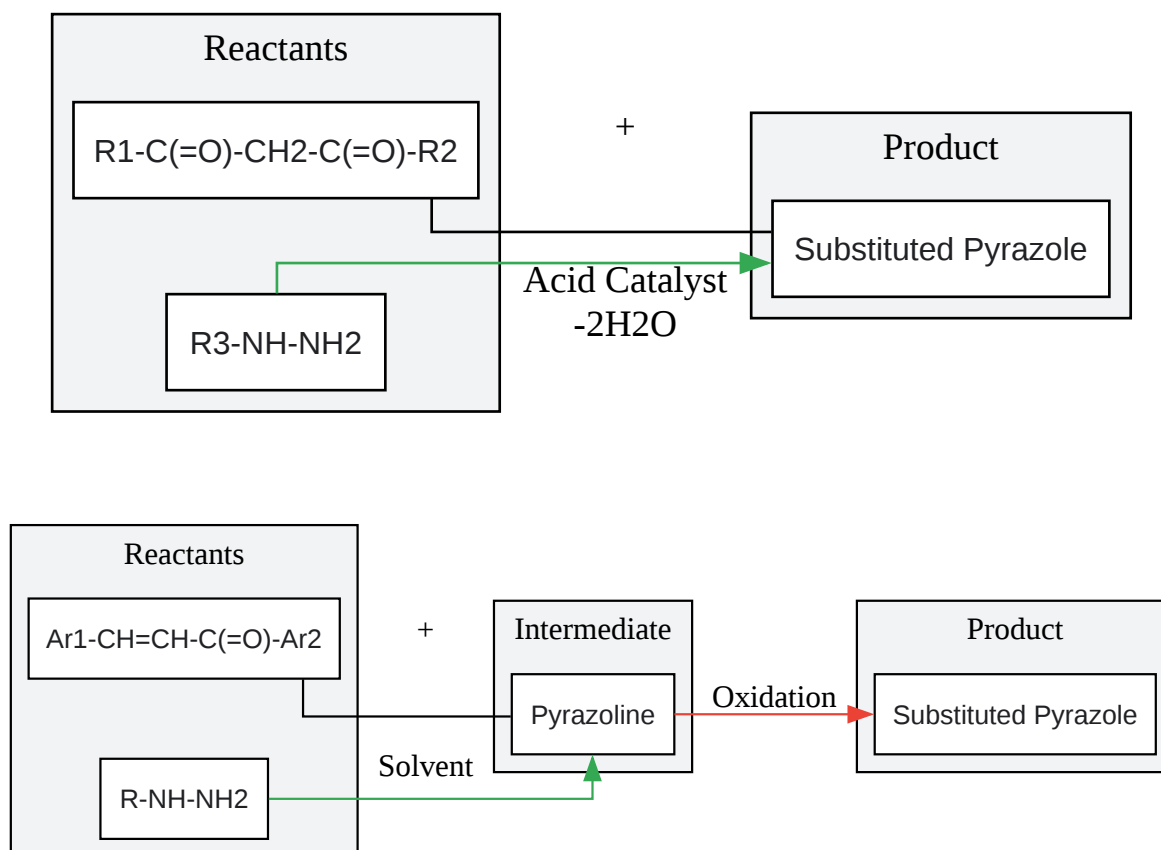 Reactants
R1-C(=O)-CH2-C(=O)-R2
R3-NH-NH2
+
Acid Catalyst
-2H2O
Product
Substituted Pyrazole
Reactants
Ar1-CH=CH-C(=O)-Ar2
R-NH-NH2
+
Solvent
Intermediate
Pyrazoline
Oxidation
Product
Substituted Pyrazole